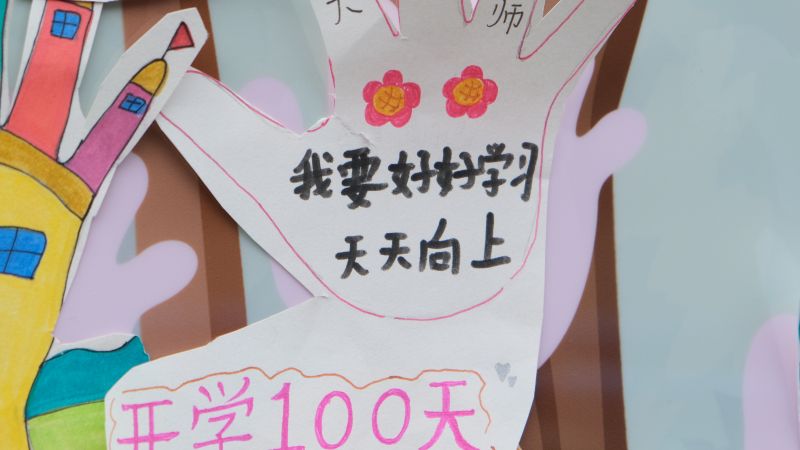 师
我要好好学习
天天向上
开学100天